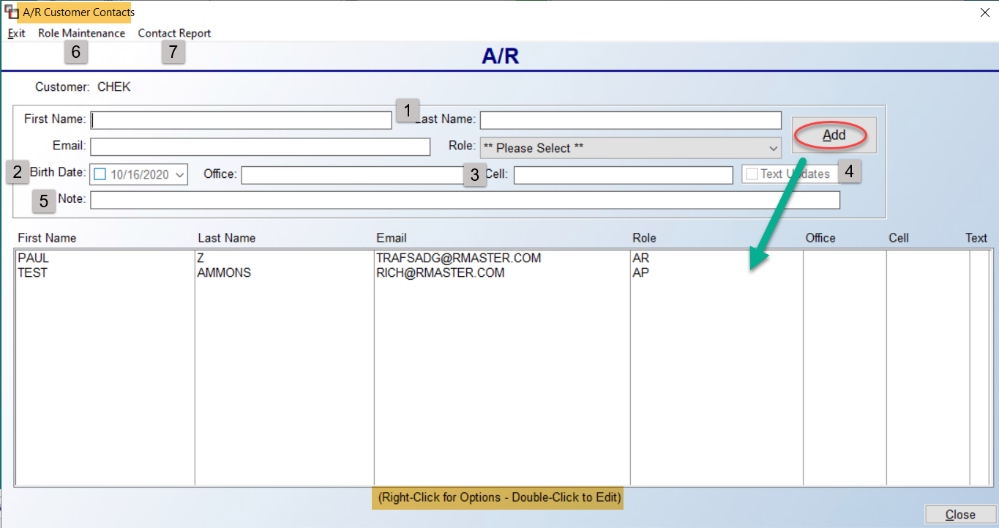 A/R Customer Contacts
Exit Role Maintenance Contact Report
6 7
A/R
Customer: CHEK
First Name: 1 Last Name:
Add
Email: Role: ** Please Select **
2 Birth Date: 10/16/2020 Office: 3 Cell: Text Updates 4
5 Note:
First Name Last Name Email Role Office Cell Text
PAUL Z TRAFSADG@RMASTER.COM AR
TEST AMMONS RICH@RMASTER.COM AP
(Right-Click for Options - Double-Click to Edit)
Close